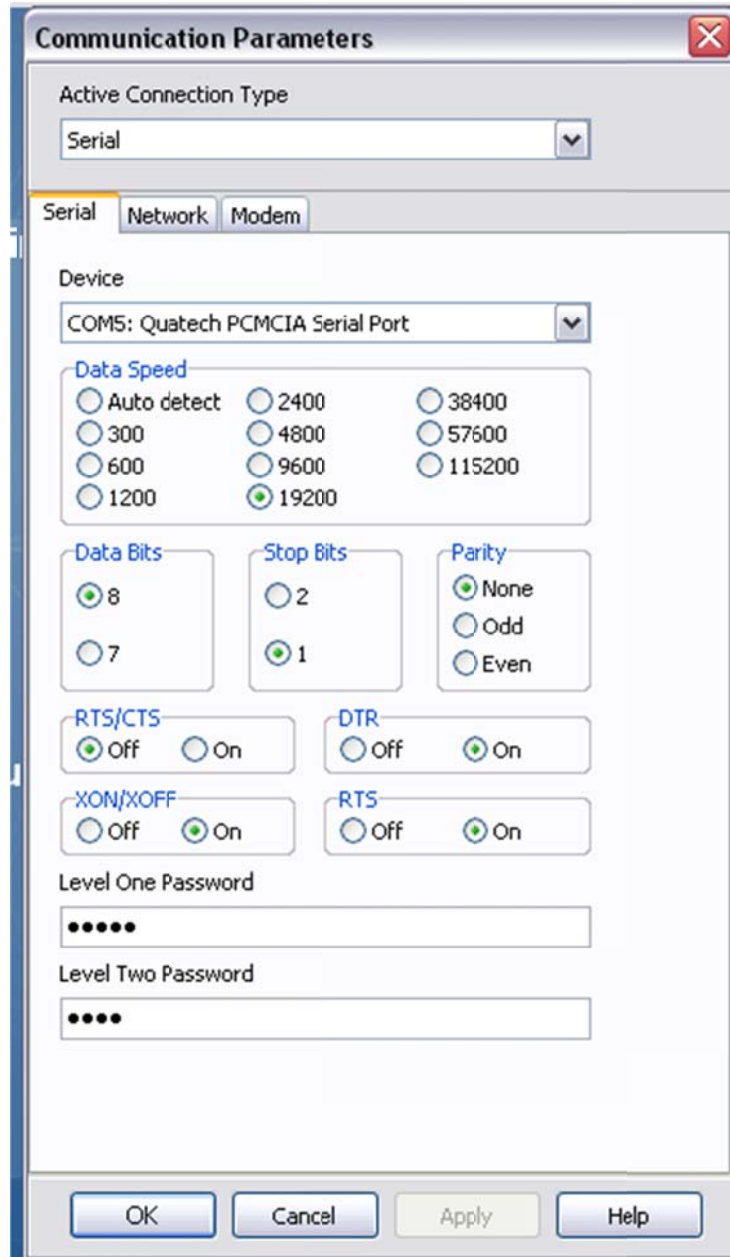 Communication Parameters
Active Connection Type
Serial
Serial Network Modem
Device
COM5: Quatech PCMCIA Serial Port
Data Speed
Auto detect 2400 38400
300 4800 57600
600 9600 115200
1200 19200
Data Bits Stop Bits Parity
8 2 None
Odd
7 1 Even
RTS/CTS DTR
Off On Off On
XON/XOFF RTS
Off On Off On
Level One Password
•••••
Level Two Password
••••
OK Cancel Apply Help